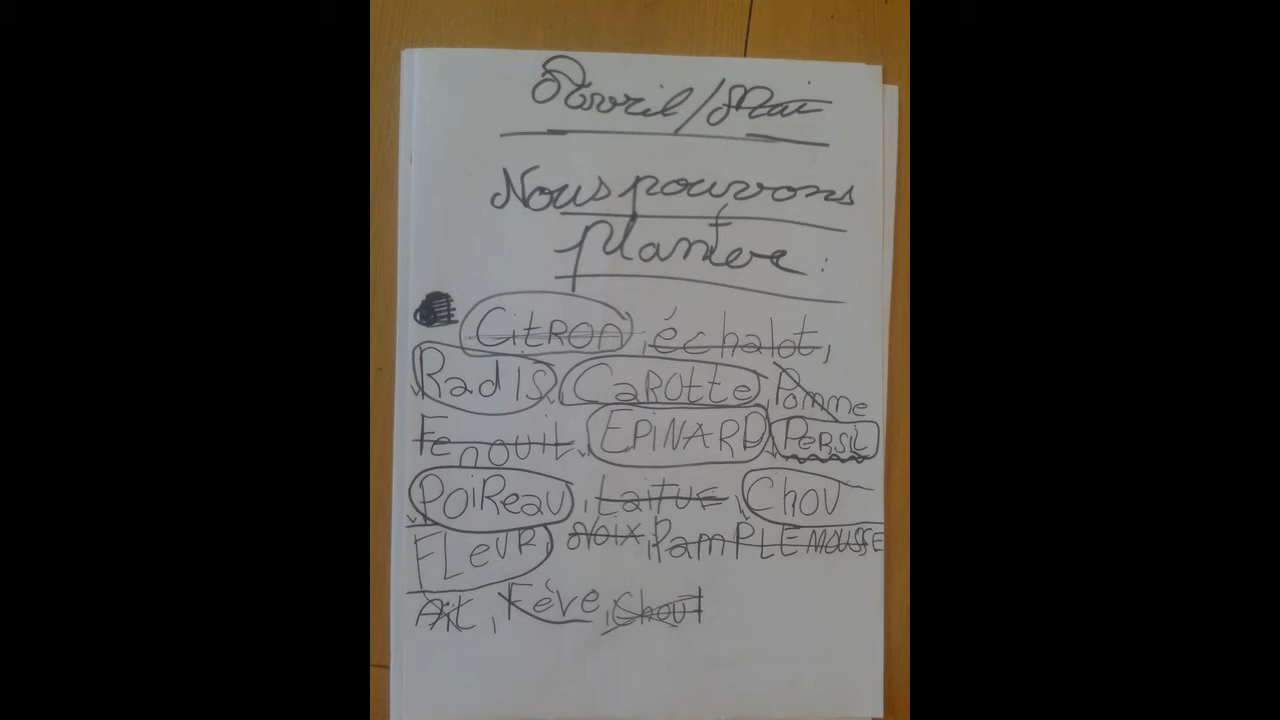 Avril/Mai
Nous pouvons
planter :
CitRON, échalot,
RadIS, CaROtte, Pomme
FenouiL, EPiNARD, PeRSiL
, POiReau, LaitUE, Chou
FLeuR, NOiX, PamPLEMOUSSE
AiL, Fève, Chou